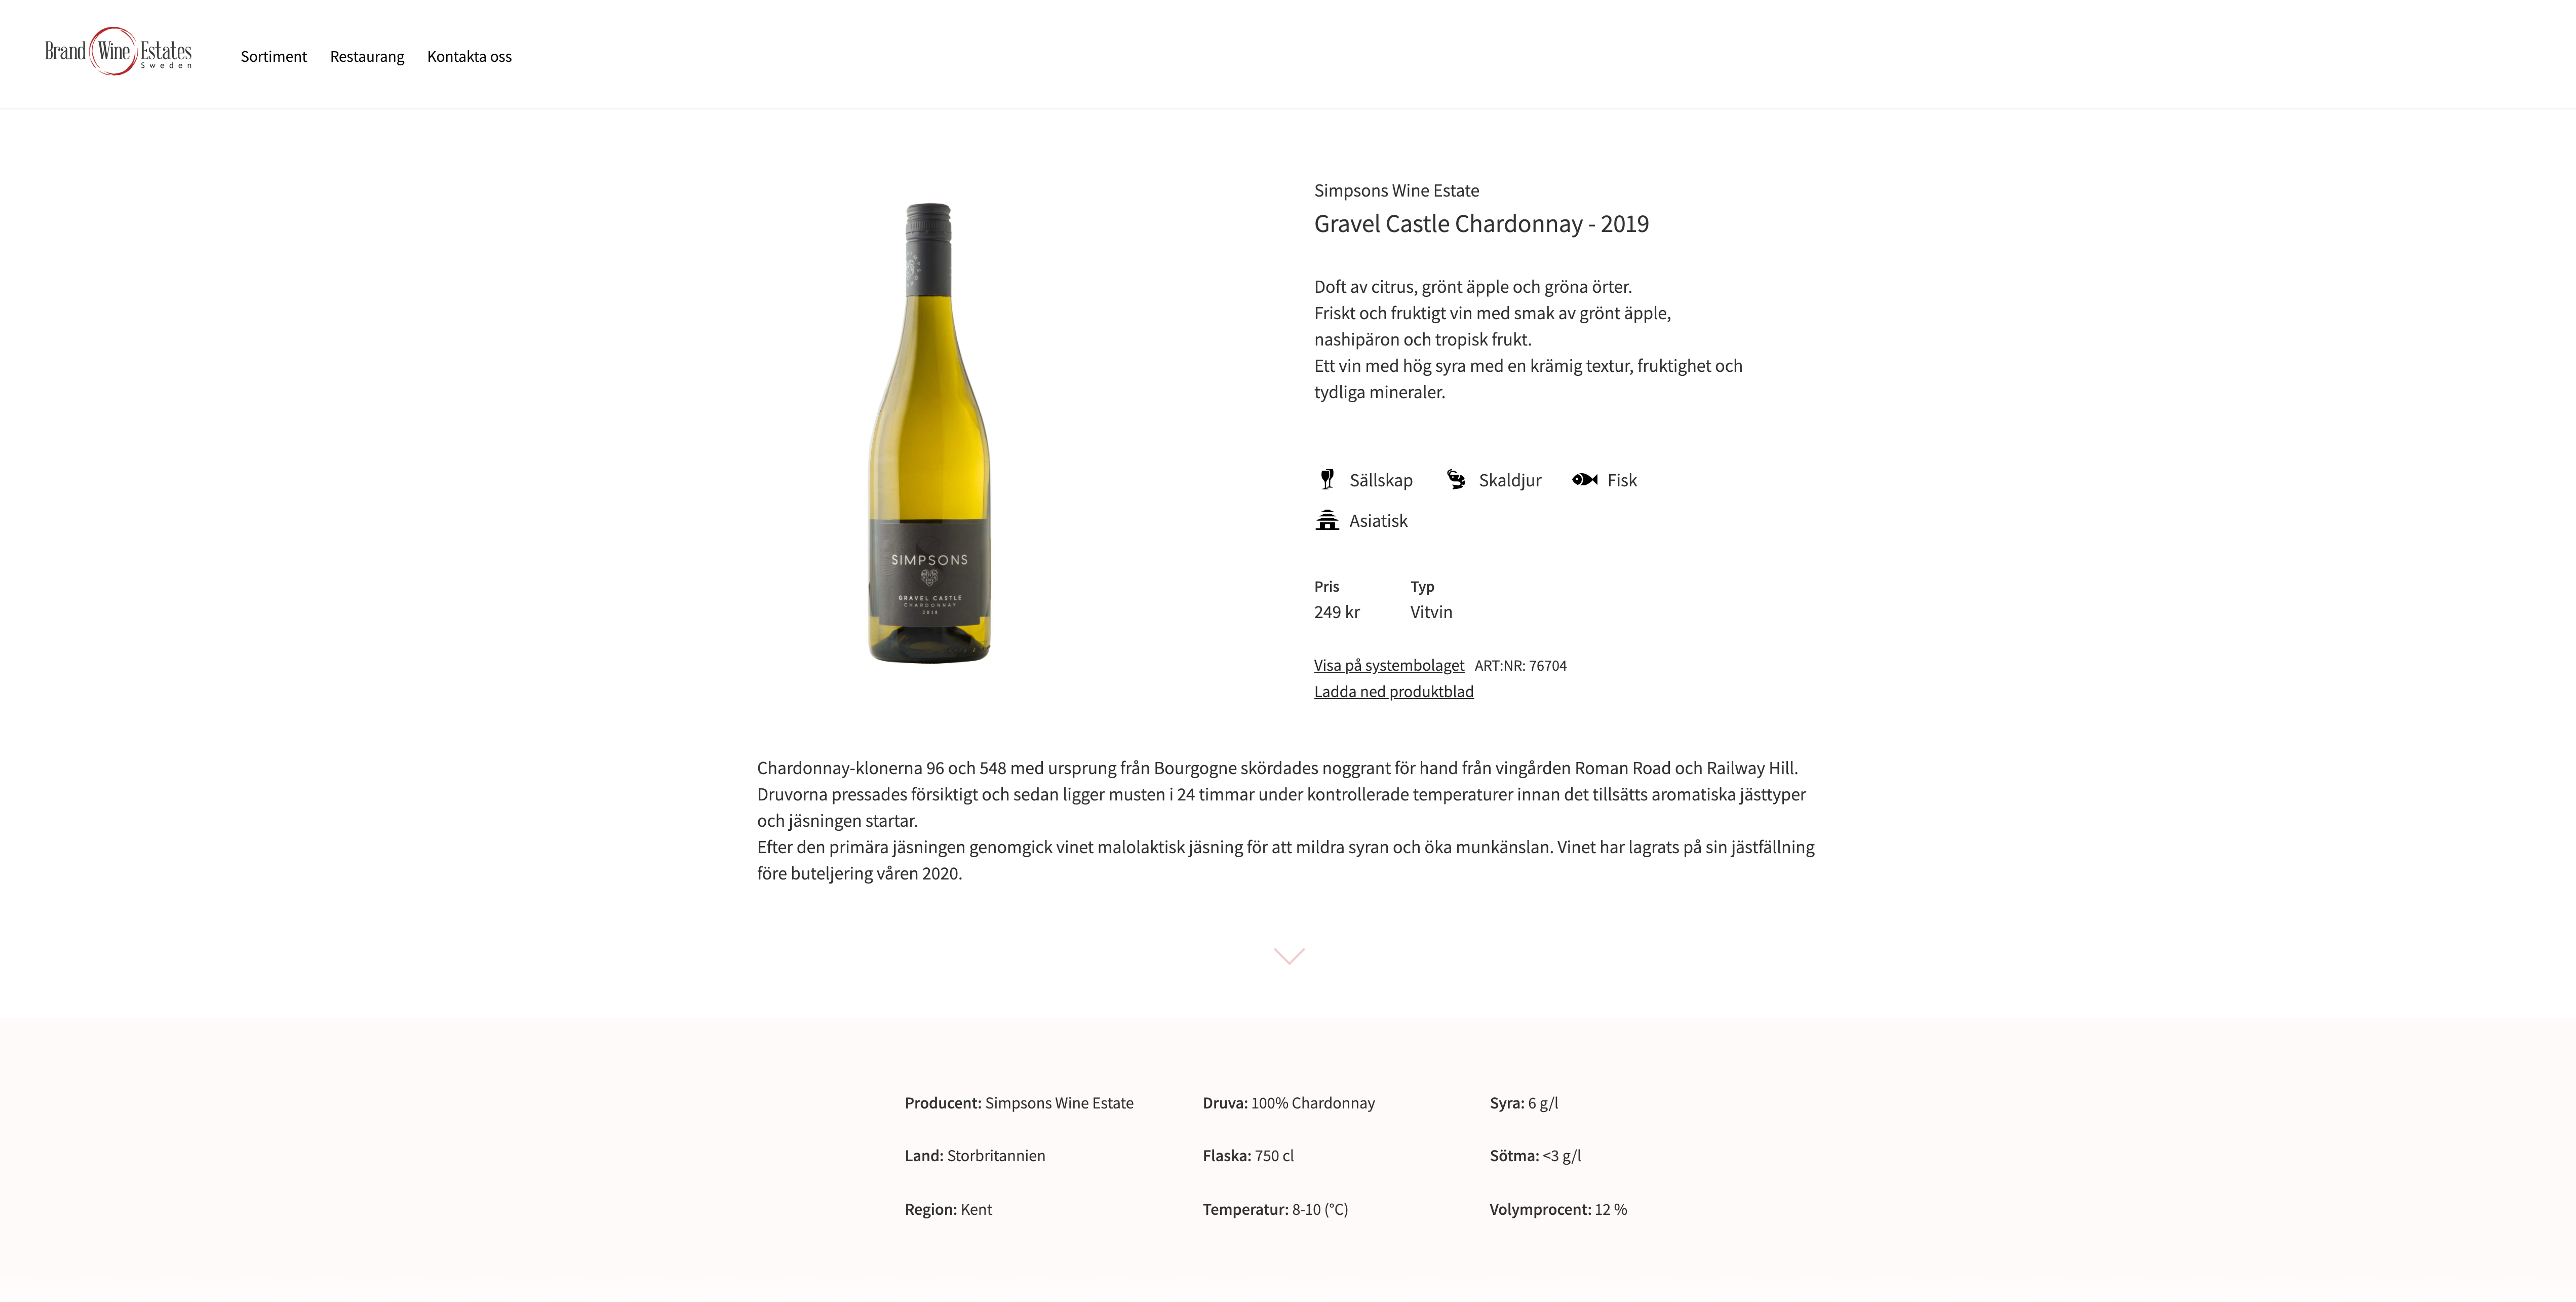 Brand Wine Estates
Sweden
Sortiment Restaurang Kontakta oss
Simpsons Wine Estate
Gravel Castle Chardonnay - 2019
Doft av citrus, grönt äpple och gröna örter.
Friskt och fruktigt vin med smak av grönt äpple,
nashipäron och tropisk frukt.
Ett vin med hög syra med en krämig textur, fruktighet och
tydliga mineraler.
Sällskap Skaldjur Fisk
Asiatisk
Pris Typ
249 kr Vitvin
Visa på systembolaget ART:NR: 76704
Ladda ned produktblad
SIMPSONS
GRAVEL CASTLE
CHARDONNAY
Chardonnay-klonerna 96 och 548 med ursprung från Bourgogne skördades noggrant för hand från vingården Roman Road och Railway Hill.
Druvorna pressades försiktigt och sedan ligger musten i 24 timmar under kontrollerade temperaturer innan det tillsätts aromatiska jästtyper
och jäsningen startar.
Efter den primära jäsningen genomgick vinet malolaktisk jäsning för att mildra syran och öka munkänslan. Vinet har lagrats på sin jästfällning
före buteljering våren 2020.
Producent: Simpsons Wine Estate Druva: 100% Chardonnay Syra: 6 g/l
Land: Storbritannien Flaska: 750 cl Sötma: <3 g/l
Region: Kent Temperatur: 8-10 (°C) Volymprocent: 12 %